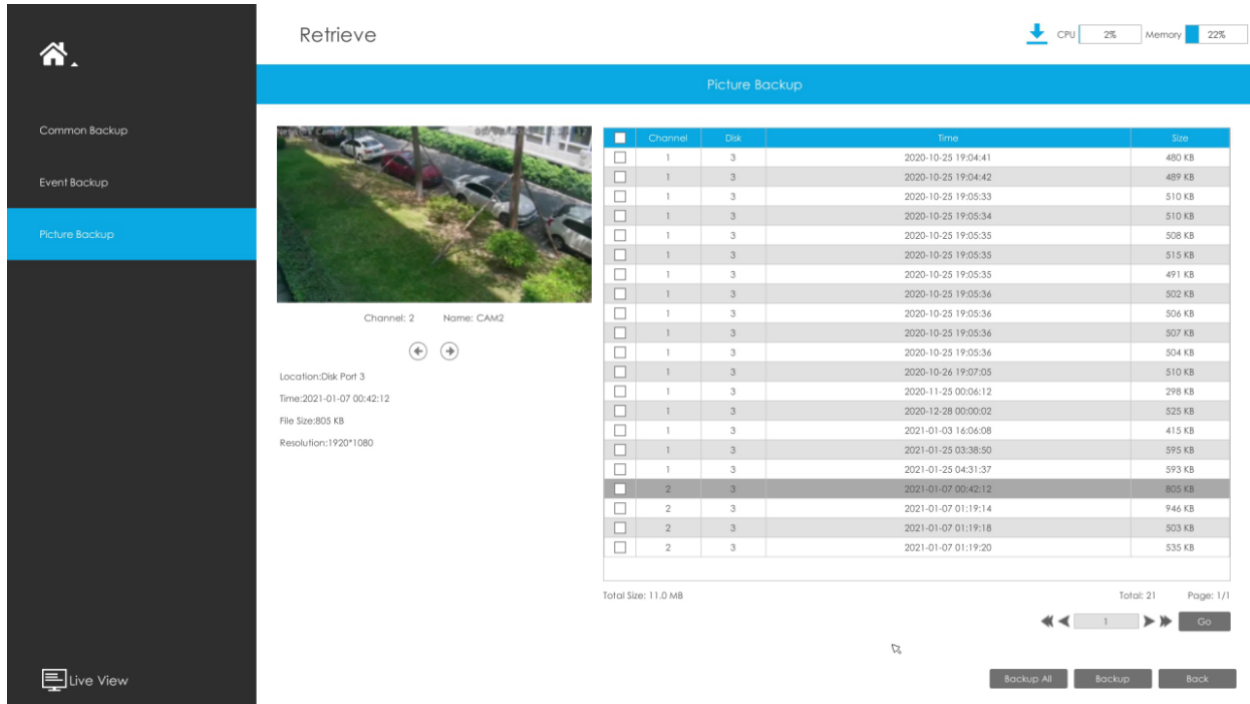 Retrieve
CPU 2% Memory 22%
Picture Backup
Common Backup
Event Backup
Picture Backup
Live View
Network Camera
Channel: 2 Name: CAM2
Location:Disk Port 3
Time:2021-01-07 00:42:12
File Size:805 KB
Resolution:1920*1080
Channel Disk Time Size
1 3 2020-10-25 19:04:41 480 KB
1 3 2020-10-25 19:04:42 489 KB
1 3 2020-10-25 19:05:33 510 KB
1 3 2020-10-25 19:05:34 510 KB
1 3 2020-10-25 19:05:35 508 KB
1 3 2020-10-25 19:05:35 515 KB
1 3 2020-10-25 19:05:35 491 KB
1 3 2020-10-25 19:05:36 502 KB
1 3 2020-10-25 19:05:36 506 KB
1 3 2020-10-25 19:05:36 507 KB
1 3 2020-10-25 19:05:36 504 KB
1 3 2020-10-26 19:07:05 510 KB
1 3 2020-11-25 00:06:12 298 KB
1 3 2020-12-28 00:00:02 525 KB
1 3 2021-01-03 16:06:08 415 KB
1 3 2021-01-25 03:38:50 595 KB
1 3 2021-01-25 04:31:37 593 KB
2 3 2021-01-07 00:42:12 805 KB
2 3 2021-01-07 01:19:14 946 KB
2 3 2021-01-07 01:19:18 503 KB
2 3 2021-01-07 01:19:20 535 KB
Total Size: 11.0 MB Total: 21 Page: 1/1
1 Go
Backup All Backup Back